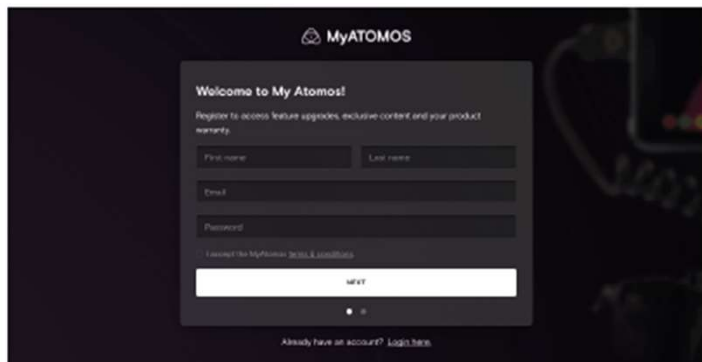 MyATOMOS
Welcome to My Atomos!
Register to access feature upgrades, exclusive content and your product
warranty.
First name
Last name
Email
Password
I accept the MyAtomos terms & conditions.
NEXT
Already have an account? Login here.